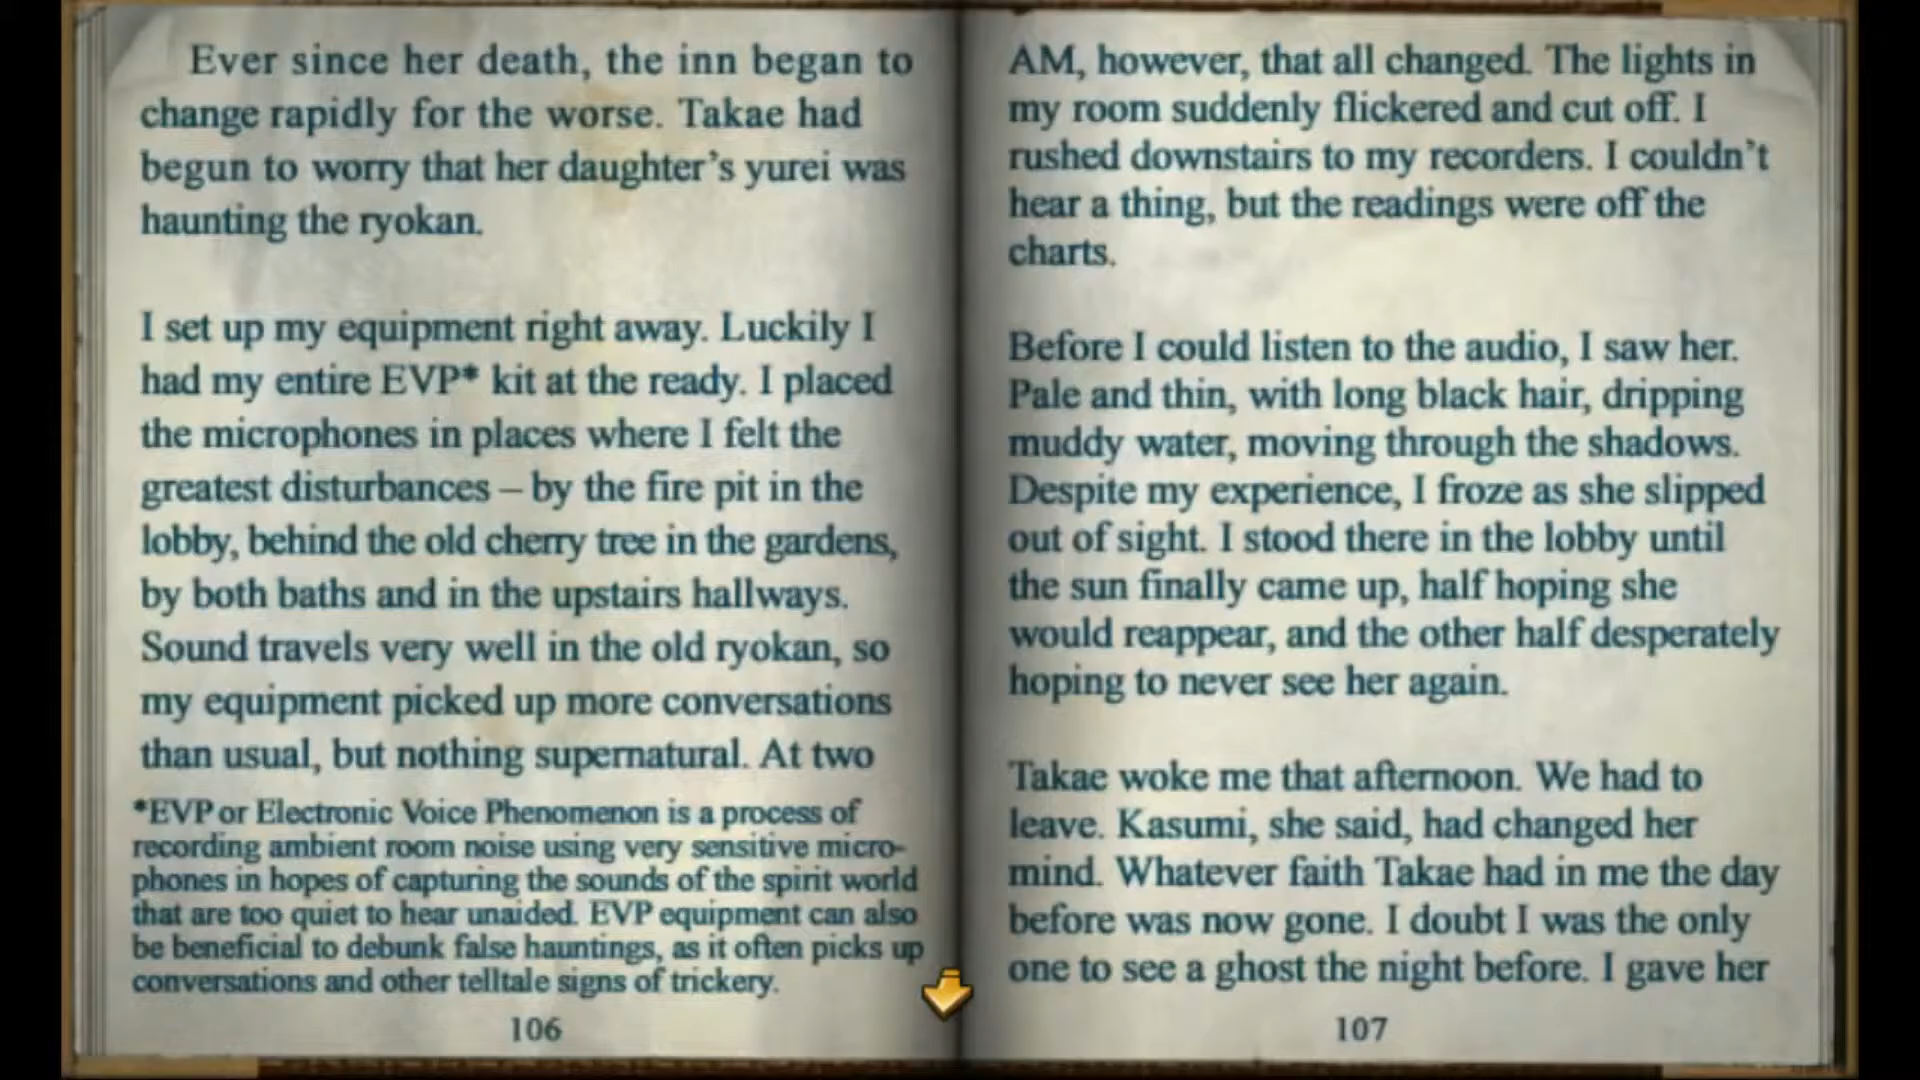 Ever since her death, the inn began to
change rapidly for the worse. Takae had
begun to worry that her daughter’s yurei was
haunting the ryokan.
I set up my equipment right away. Luckily I
had my entire EVP* kit at the ready. I placed
the microphones in places where I felt the
greatest disturbances – by the fire pit in the
lobby, behind the old cherry tree in the gardens,
by both baths and in the upstairs hallways.
Sound travels very well in the old ryokan, so
my equipment picked up more conversations
than usual, but nothing supernatural. At two
*EVP or Electronic Voice Phenomenon is a process of
recording ambient room noise using very sensitive micro-
phones in hopes of capturing the sounds of the spirit world
that are too quiet to hear unaided. EVP equipment can also
be beneficial to debunk false hauntings, as it often picks up
conversations and other telltale signs of trickery.
106
AM, however, that all changed. The lights in
my room suddenly flickered and cut off. I
rushed downstairs to my recorders. I couldn’t
hear a thing, but the readings were off the
charts.
Before I could listen to the audio, I saw her.
Pale and thin, with long black hair, dripping
muddy water, moving through the shadows.
Despite my experience, I froze as she slipped
out of sight. I stood there in the lobby until
the sun finally came up, half hoping she
would reappear, and the other half desperately
hoping to never see her again.
Takae woke me that afternoon. We had to
leave. Kasumi, she said, had changed her
mind. Whatever faith Takae had in me the day
before was now gone. I doubt I was the only
one to see a ghost the night before. I gave her
107